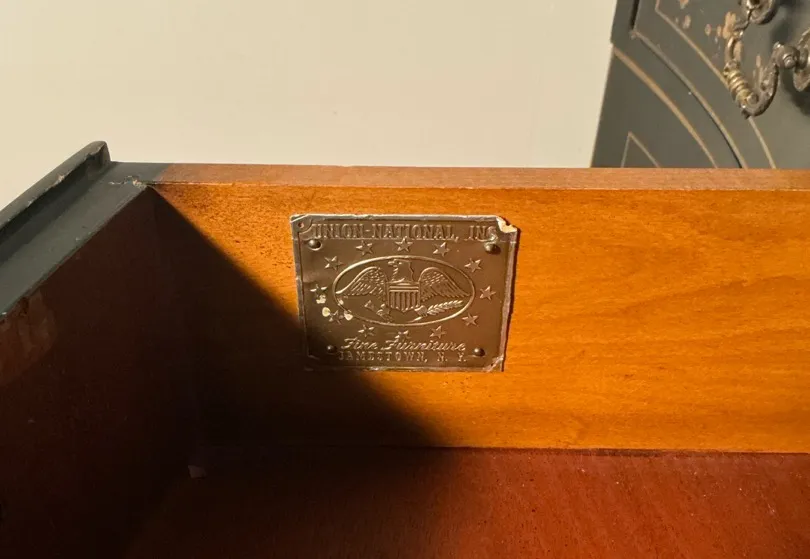 UNION-NATIONAL, INC
Fine Furniture
JAMESTOWN, N. Y.